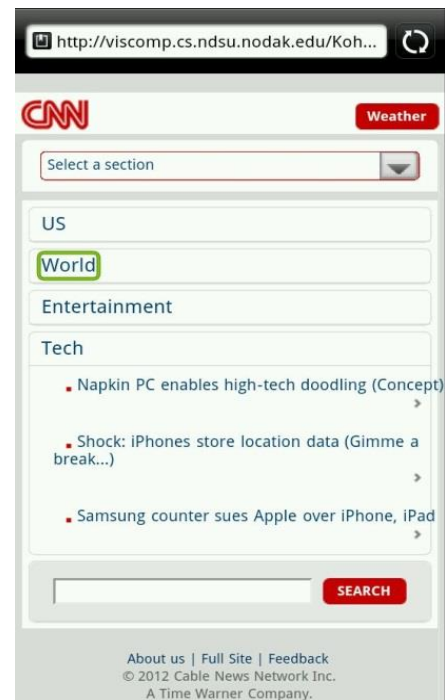 http://viscomp.cs.ndsu.nodak.edu/Koh...
CNN
Weather
Select a section
US
World
Entertainment
Tech
Napkin PC enables high-tech doodling (Concept)
Shock: iPhones store location data (Gimme a
break...)
Samsung counter sues Apple over iPhone, iPad
SEARCH
About us | Full Site | Feedback
© 2012 Cable News Network Inc.
A Time Warner Company.